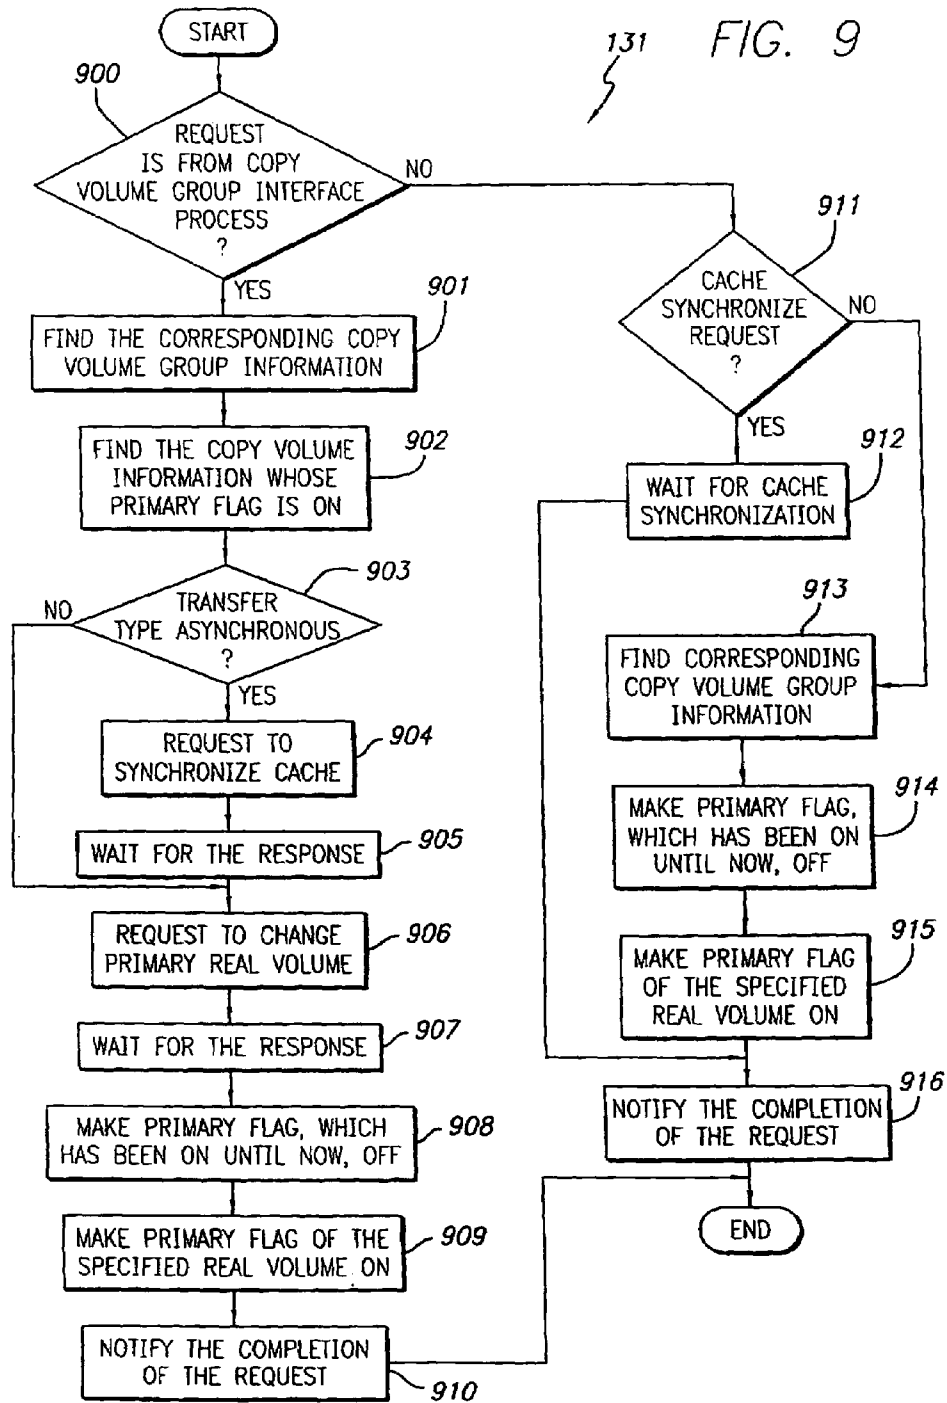 START
131
FIG. 9
900
REQUEST
IS FROM COPY
VOLUME GROUP INTERFACE
PROCESS
?
NO
YES
901
FIND THE CORRESPONDING COPY
VOLUME GROUP INFORMATION
902
FIND THE COPY VOLUME
INFORMATION WHOSE
PRIMARY FLAG IS ON
903
TRANSFER
TYPE ASYNCHRONOUS
?
NO
YES
904
REQUEST TO
SYNCHRONIZE CACHE
905
WAIT FOR THE RESPONSE
906
REQUEST TO CHANGE
PRIMARY REAL VOLUME
907
WAIT FOR THE RESPONSE
908
MAKE PRIMARY FLAG, WHICH
HAS BEEN ON UNTIL NOW, OFF
909
MAKE PRIMARY FLAG OF THE
SPECIFIED REAL VOLUME ON
NOTIFY THE COMPLETION
OF THE REQUEST
910
911
CACHE
SYNCHRONIZE
REQUEST
?
NO
YES
912
WAIT FOR CACHE
SYNCHRONIZATION
913
FIND CORRESPONDING
COPY VOLUME GROUP
INFORMATION
914
MAKE PRIMARY FLAG,
WHICH HAS BEEN ON
UNTIL NOW, OFF
915
MAKE PRIMARY FLAG
OF THE SPECIFIED
REAL VOLUME ON
916
NOTIFY THE COMPLETION
OF THE REQUEST
END